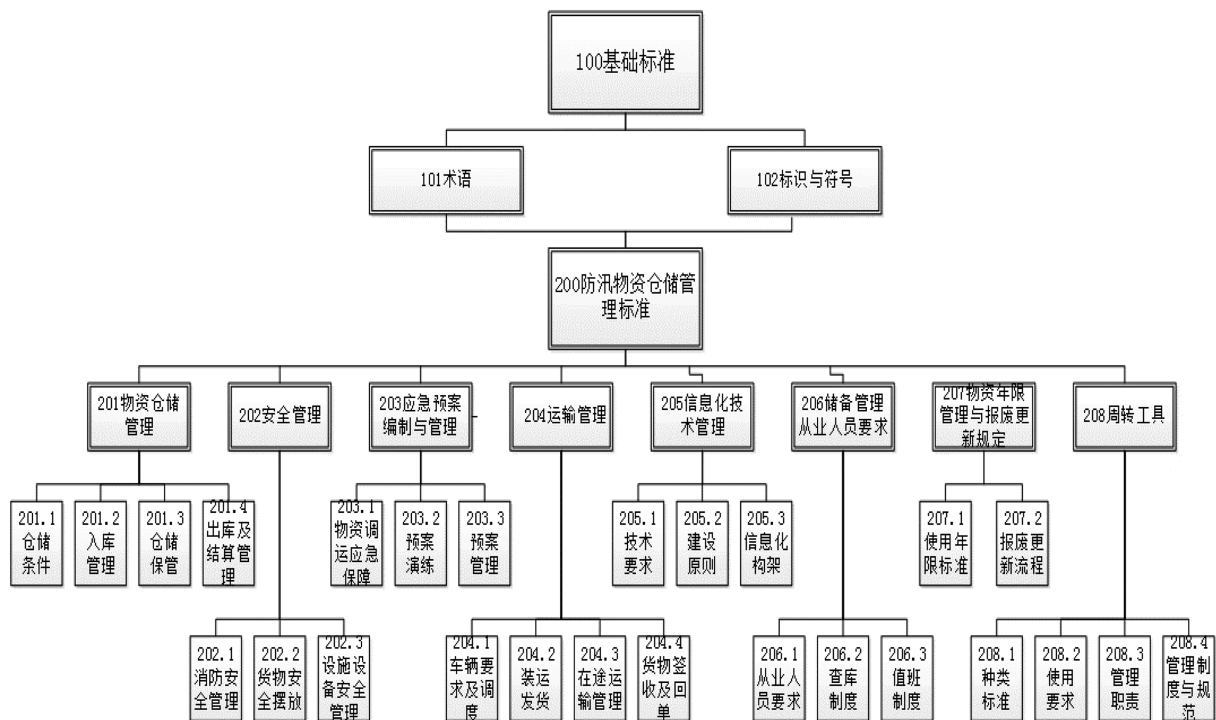 100基础标准
101术语
102标识与符号
200防汛物资仓储管
理标准
201物资仓储
管理
202安全管理
203应急预案
编制与管理
204运输管理
205信息化技
术管理
206储备管理
从业人员要求
207物资年限
管理与报废更
新规定
208周转工具
201.1
仓储
条件
201.2
入库
管理
201.3
仓储
保管
201.4
出库及
结算管
理
203.1
物资调
运应急
保障
203.2
预案
演练
203.3
预案
管理
205.1
技术
要求
205.2
建设
原则
205.3
信息化
构架
207.1
使用年
限标准
207.2
报废更
新流程
202.1
消防安
全管理
202.2
货物安
全摆放
202.3
设施设
备安全
管理
204.1
车辆要
求及调
度
204.2
装运
发货
204.3
在途运
输管理
204.4
货物签
收及回
单
206.1
从业人
员要求
206.2
查库
制度
206.3
值班
制度
208.1
种类
标准
208.2
使用
要求
208.3
管理
职责
208.4
管理制
度与规
范